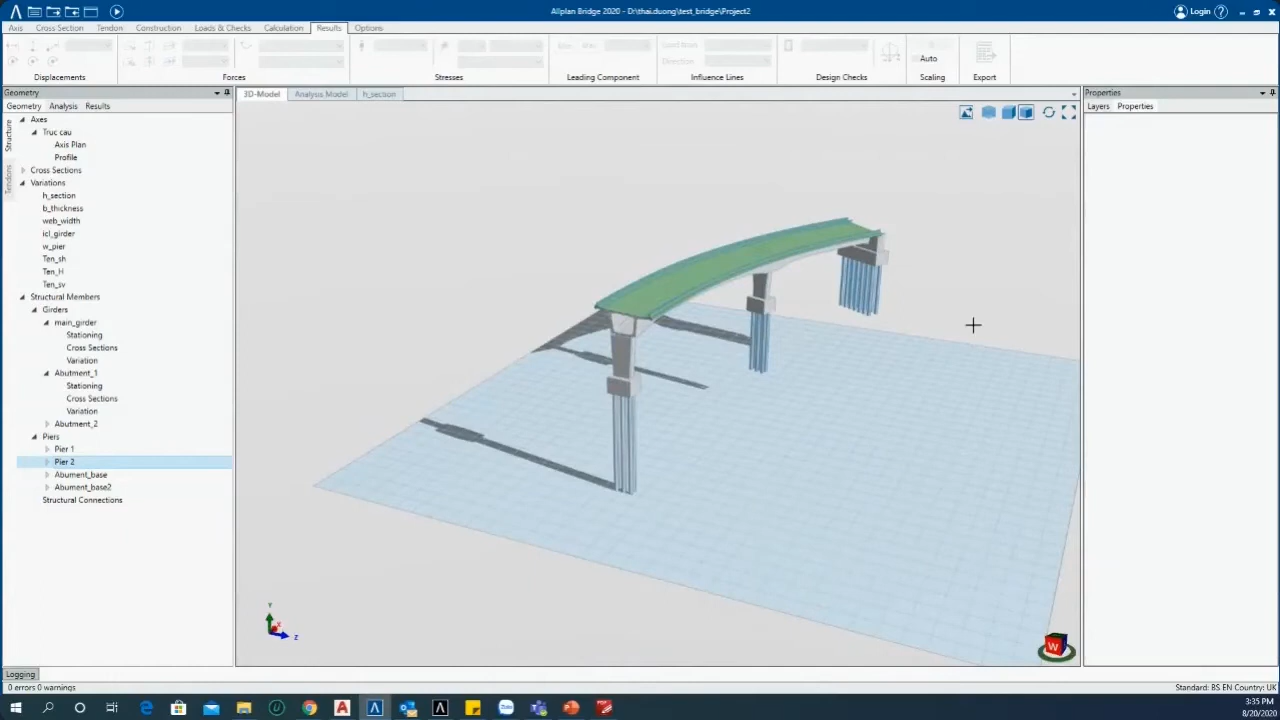 Allplan Bridge 2020 - D:\thai.duong\test_bridge\Project2
Login
Axis Cross Section Tendon Construction Loads & Checks Calculation Results Options
Load Num
Direction
Auto
Displacements Forces Stresses Leading Component Influence Lines Design Checks Scaling Export
Geometry
Geometry Analysis Results
Structure
Tendons
Axes
Truc cau
Axis Plan
Profile
Cross Sections
Variations
h_section
b_thickness
web_width
icl_girder
w_pier
Ten_sh
Ten_H
Ten_sv
Structural Members
Girders
main_girder
Stationing
Cross Sections
Variation
Abutment_1
Stationing
Cross Sections
Variation
Abutment_2
Piers
Pier 1
Pier 2
Abument_base
Abument_base2
Structural Connections
3D-Model Analysis Model h_section
Y
X
Z
W
Properties
Layers Properties
Logging
0 errors 0 warnings
Standard: BS EN Country: UK
3:35 PM
8/20/2020